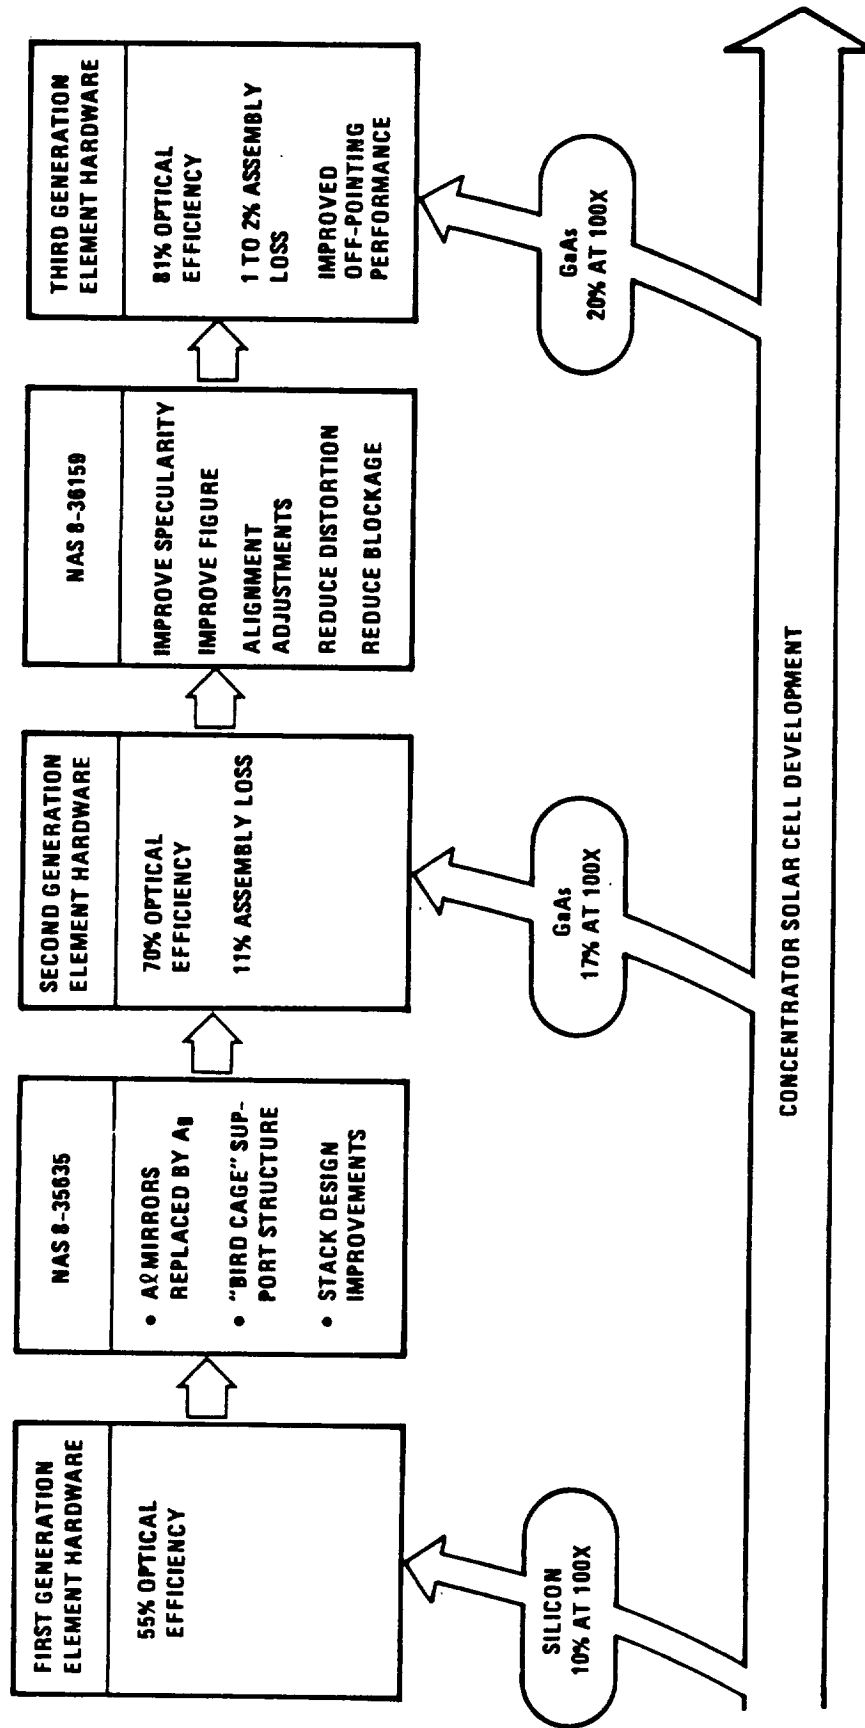 FIRST GENERATION
ELEMENT HARDWARE
55% OPTICAL
EFFICIENCY
NAS 8-35635
• Aℓ MIRRORS
REPLACED BY Ag
• "BIRD CAGE" SUP-
PORT STRUCTURE
• STACK DESIGN
IMPROVEMENTS
SECOND GENERATION
ELEMENT HARDWARE
70% OPTICAL
EFFICIENCY
11% ASSEMBLY LOSS
NAS 8-36159
IMPROVE SPECULARITY
IMPROVE FIGURE
ALIGNMENT
ADJUSTMENTS
REDUCE DISTORTION
REDUCE BLOCKAGE
THIRD GENERATION
ELEMENT HARDWARE
81% OPTICAL
EFFICIENCY
1 TO 2% ASSEMBLY
LOSS
IMPROVED
OFF-POINTING
PERFORMANCE
SILICON
10% AT 100X
GaAs
17% AT 100X
GaAs
20% AT 100X
CONCENTRATOR SOLAR CELL DEVELOPMENT